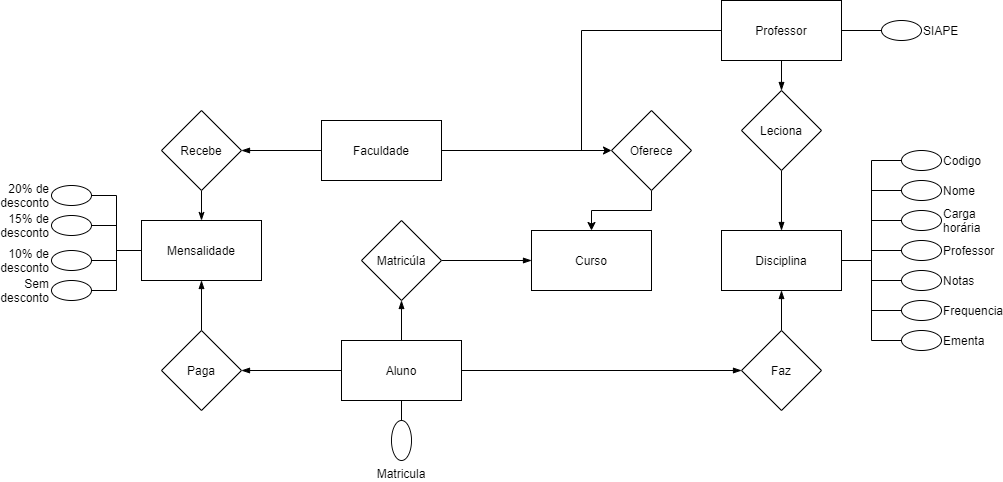 Professor
SIAPE
Recebe
Faculdade
Oferece
Leciona
Codigo
Nome
Carga
horária
Professor
Notas
Frequencia
Ementa
20% de
desconto
15% de
desconto
10% de
desconto
Sem
desconto
Mensalidade
Matricúla
Curso
Disciplina
Paga
Aluno
Faz
Matricula